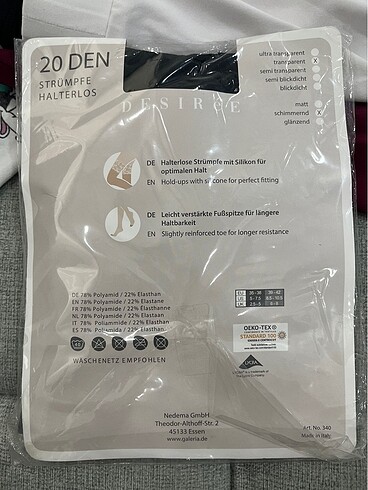 20 DEN
STRÜMPFE
HALTERLOS
ultra transparent
transparent X
semi transparent
semi blickdicht
blickdicht
matt
schimmernd X
glänzend
DESIREE
DE Halterlose Strümpfe mit Silikon für
optimalen Halt
EN Hold-ups with silicone for perfect fitting
DE Leicht verstärkte Fußspitze für längere
Haltbarkeit
EN Slightly reinforced toe for longer resistance
DE 78% Polyamid / 22% Elasthan
EN 78% Polyamide / 22% Elastane
FR 78% Polyamide / 22% Élasthanne
NL 78% Polyamide / 22% Elastaan
IT 78% Poliammide / 22% Elastan
ES 78% Poliamida / 22% Elastano
WÄSCHENETZ EMPFOHLEN
OEKO-TEX®
STANDARD 100
LYCRA
Nedema GmbH
Theodor-Althoff-Str. 2
45133 Essen
www.galeria.de
Art. No. 340
Made in Italy